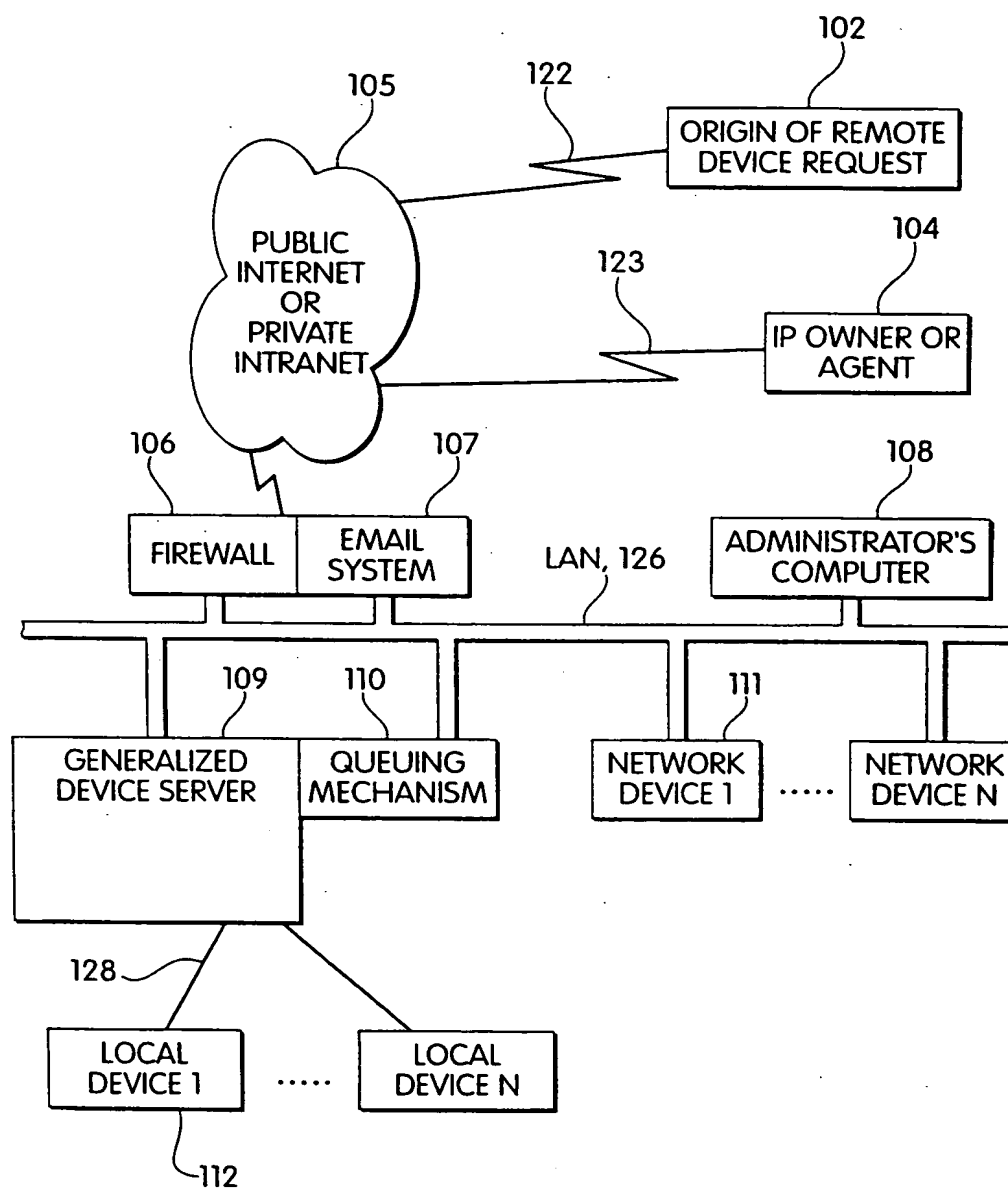 102
122
105
ORIGIN OF REMOTE
DEVICE REQUEST
PUBLIC
INTERNET
OR
PRIVATE
INTRANET
104
123
IP OWNER OR
AGENT
106
107
108
FIREWALL
EMAIL
SYSTEM
ADMINISTRATOR'S
COMPUTER
LAN, 126
109
110
111
GENERALIZED
DEVICE SERVER
QUEUING
MECHANISM
NETWORK
DEVICE 1
.....
NETWORK
DEVICE N
128
LOCAL
DEVICE 1
.....
LOCAL
DEVICE N
112